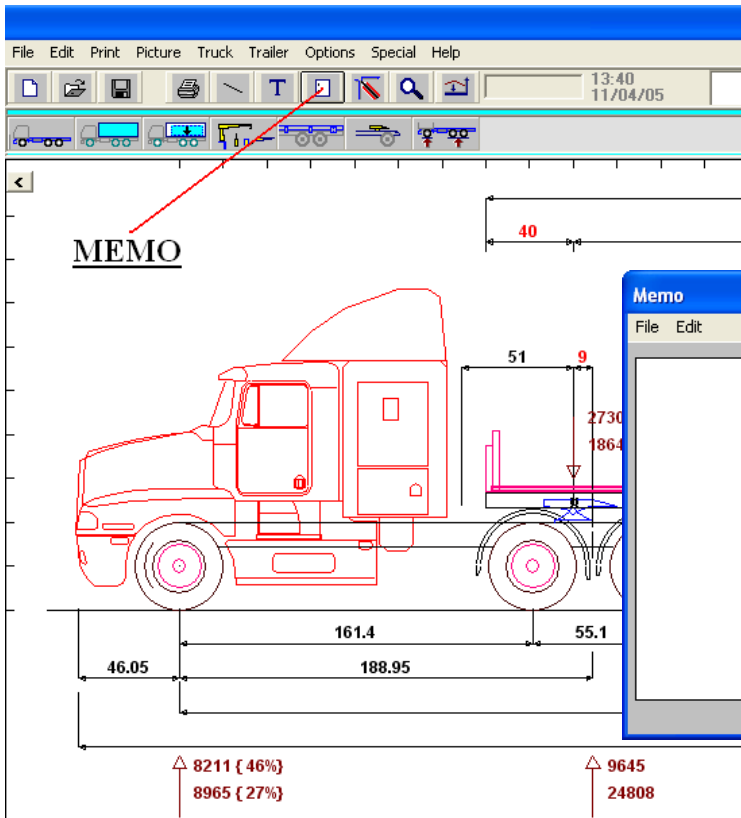 File Edit Print Picture Truck Trailer Options Special Help
T
13:40
11/04/05
<
MEMO
40
Memo
File Edit
51
9
2730
1864
161.4
55.1
46.05
188.95
8211 { 46%}
8965 { 27%}
9645
24808